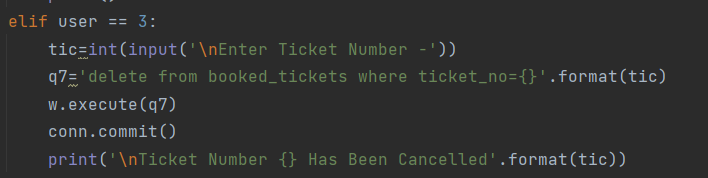 elif user == 3:
tic=int(input('\nEnter Ticket Number -'))
q7='delete from booked_tickets where ticket_no={}'.format(tic)
w.execute(q7)
conn.commit()
print('\nTicket Number {} Has Been Cancelled'.format(tic))